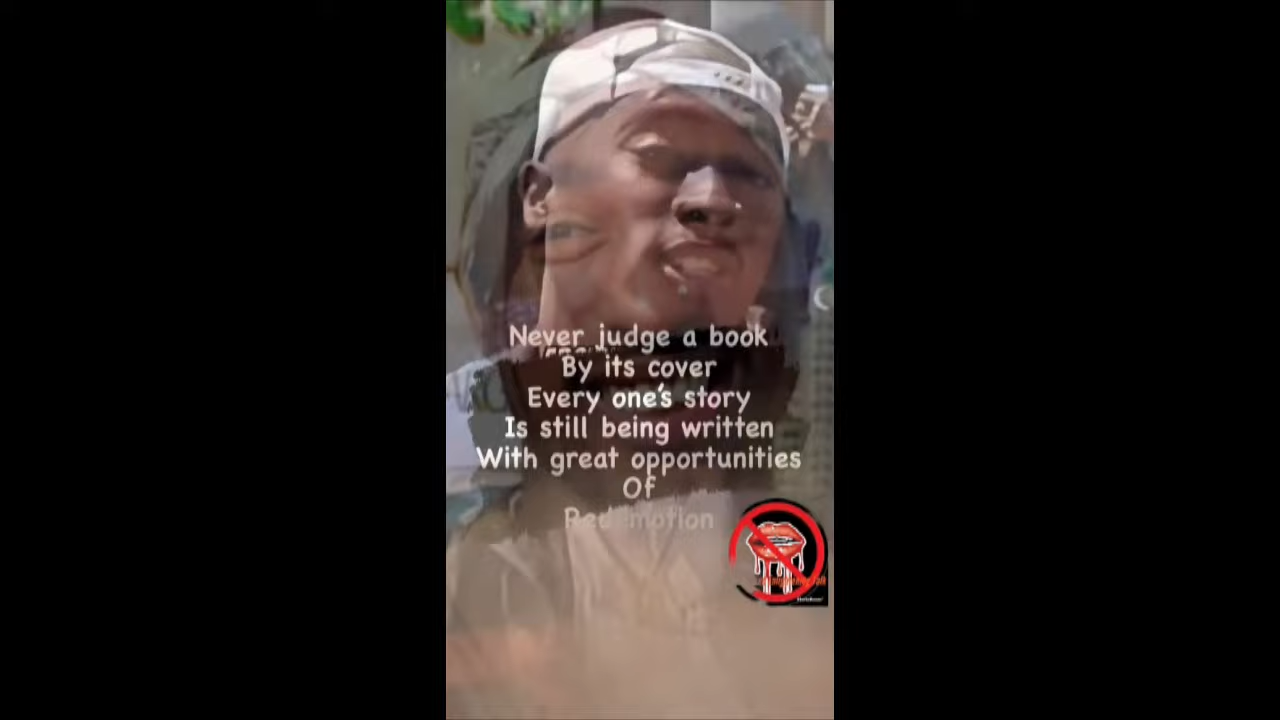 Never judge a book
By its cover
Every one's story
Is still being written
With great opportunities
Of